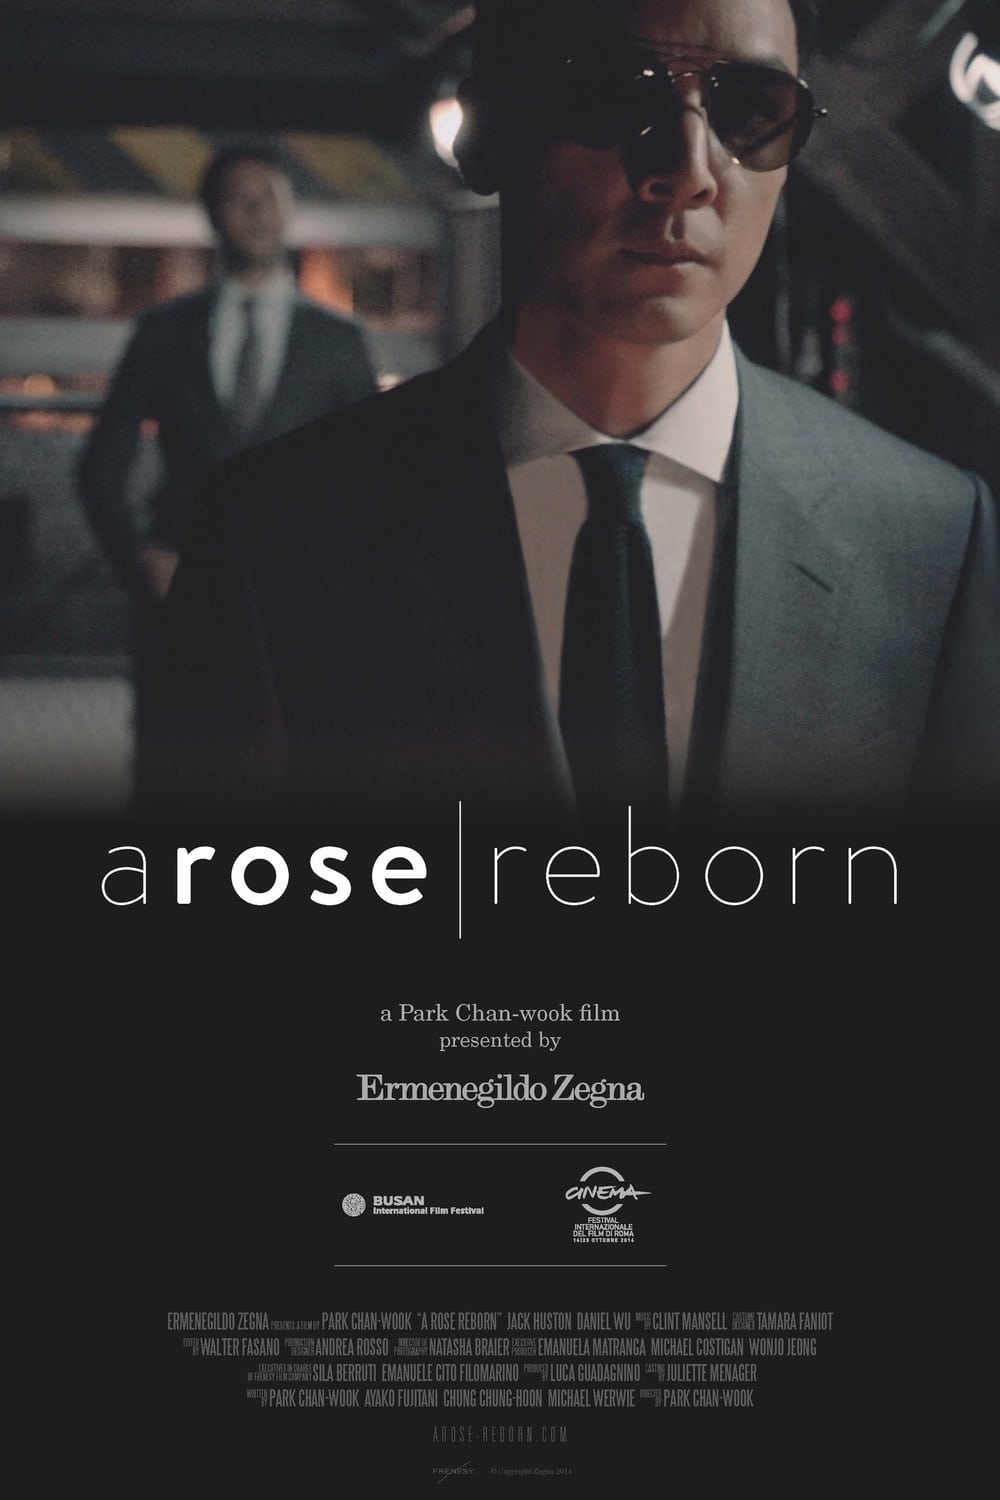 arose|reborn
a Park Chan-wook film
presented by
Ermenegildo Zegna
BUSAN
International Film Festival
CINEMA
FESTIVAL
INTERNAZIONALE
DEL FILM DI ROMA
16|25 OTTOBRE 2014
ERMENEGILDO ZEGNA PRESENTS A FILM BY PARK CHAN-WOOK "A ROSE REBORN" JACK HUSTON DANIEL WU MUSIC BY CLINT MANSELL COSTUME DESIGNER TAMARA FANIOT
EDITED BY WALTER FASANO PRODUCTION DESIGNER ANDREA ROSSO DIRECTOR OF PHOTOGRAPHY NATASHA BRAIER EXECUTIVE PRODUCER EMANUELA MATRANGA MICHAEL COSTIGAN WONJO JEONG
EXECUTIVES IN CHARGE OF FRENESY FILM COMPANY SILA BERRUTI EMANUELE CITO FILOMARINO PRODUCED BY LUCA GUADAGNINO CASTING BY JULIETTE MENAGER
WRITTEN BY PARK CHAN-WOOK AYAKO FUJITANI CHUNG CHUNG-HOON MICHAEL WERWIE DIRECTED BY PARK CHAN-WOOK
AROSE-REBORN.COM
FRENESY. © Copyright Zegna 2014